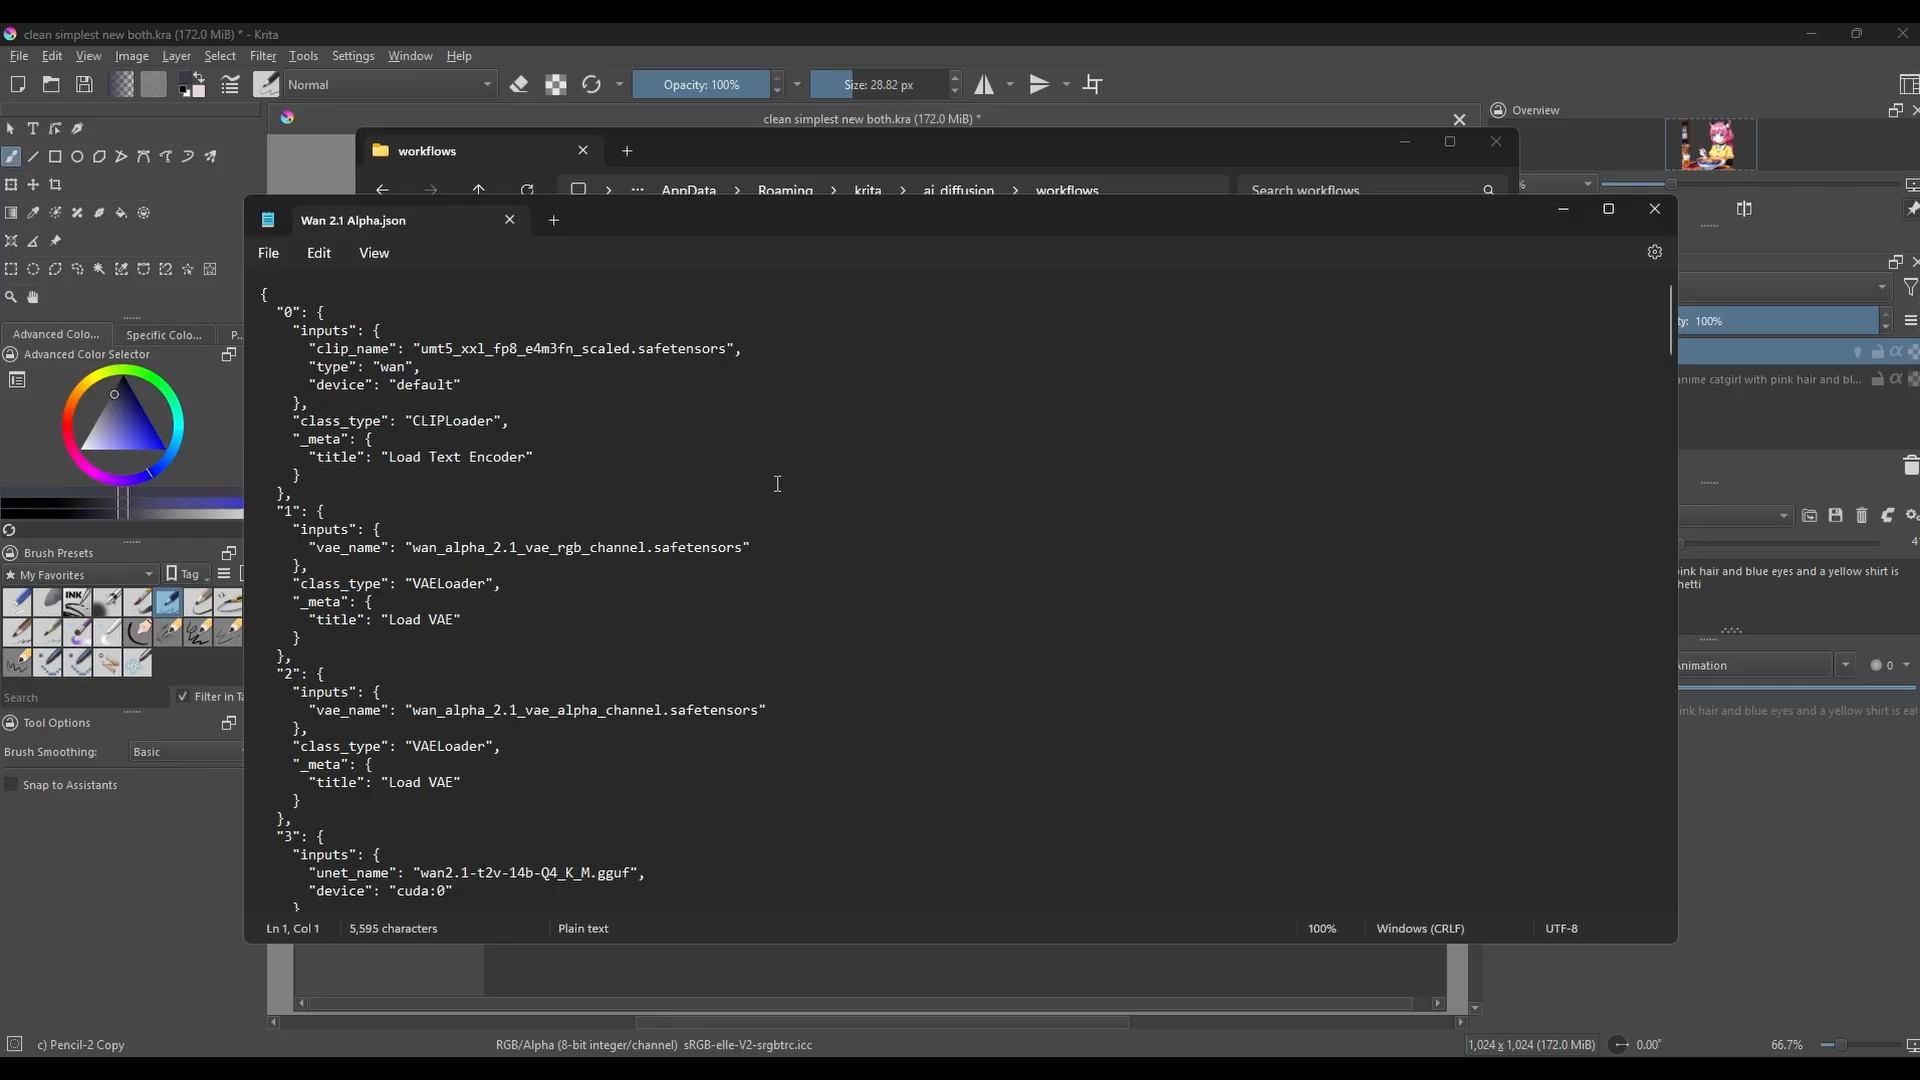 clean simplest new both.kra (172.0 MiB) * - Krita
File Edit View Image Layer Select Filter Tools Settings Window Help
Normal
Opacity: 100%
Size: 28.82 px
clean simplest new both.kra (172.0 MiB) *
Overview
workflows
AppData > Roaming > krita > ai_diffusion > workflows
Search workflows
%
Wan 2.1 Alpha.json
File Edit View
{
"0": {
"inputs": {
"clip_name": "umt5_xxl_fp8_e4m3fn_scaled.safetensors",
"type": "wan",
"device": "default"
},
"class_type": "CLIPLoader",
"_meta": {
"title": "Load Text Encoder"
}
},
"1": {
"inputs": {
"vae_name": "wan_alpha_2.1_vae_rgb_channel.safetensors"
},
"class_type": "VAELoader",
"_meta": {
"title": "Load VAE"
}
},
"2": {
"inputs": {
"vae_name": "wan_alpha_2.1_vae_alpha_channel.safetensors"
},
"class_type": "VAELoader",
"_meta": {
"title": "Load VAE"
}
},
"3": {
"inputs": {
"unet_name": "wan2.1-t2v-14b-Q4_K_M.gguf",
"device": "cuda:0"
}
Ln 1, Col 1
5,595 characters
Plain text
100%
Windows (CRLF)
UTF-8
Advanced Colo...
Specific Colo...
P..
Advanced Color Selector
Brush Presets
My Favorites
Tag
INK
Search
Filter in Ta
Tool Options
Brush Smoothing:
Basic
Snap to Assistants
ty: 100%
anime catgirl with pink hair and bl...
41
ink hair and blue eyes and a yellow shirt is
hetti
Animation
0
ink hair and blue eyes and a yellow shirt is eat
c) Pencil-2 Copy
RGB/Alpha (8-bit integer/channel) sRGB-elle-V2-srgbtrc.icc
1,024 x 1,024 (172.0 MiB)
0.00°
66.7%